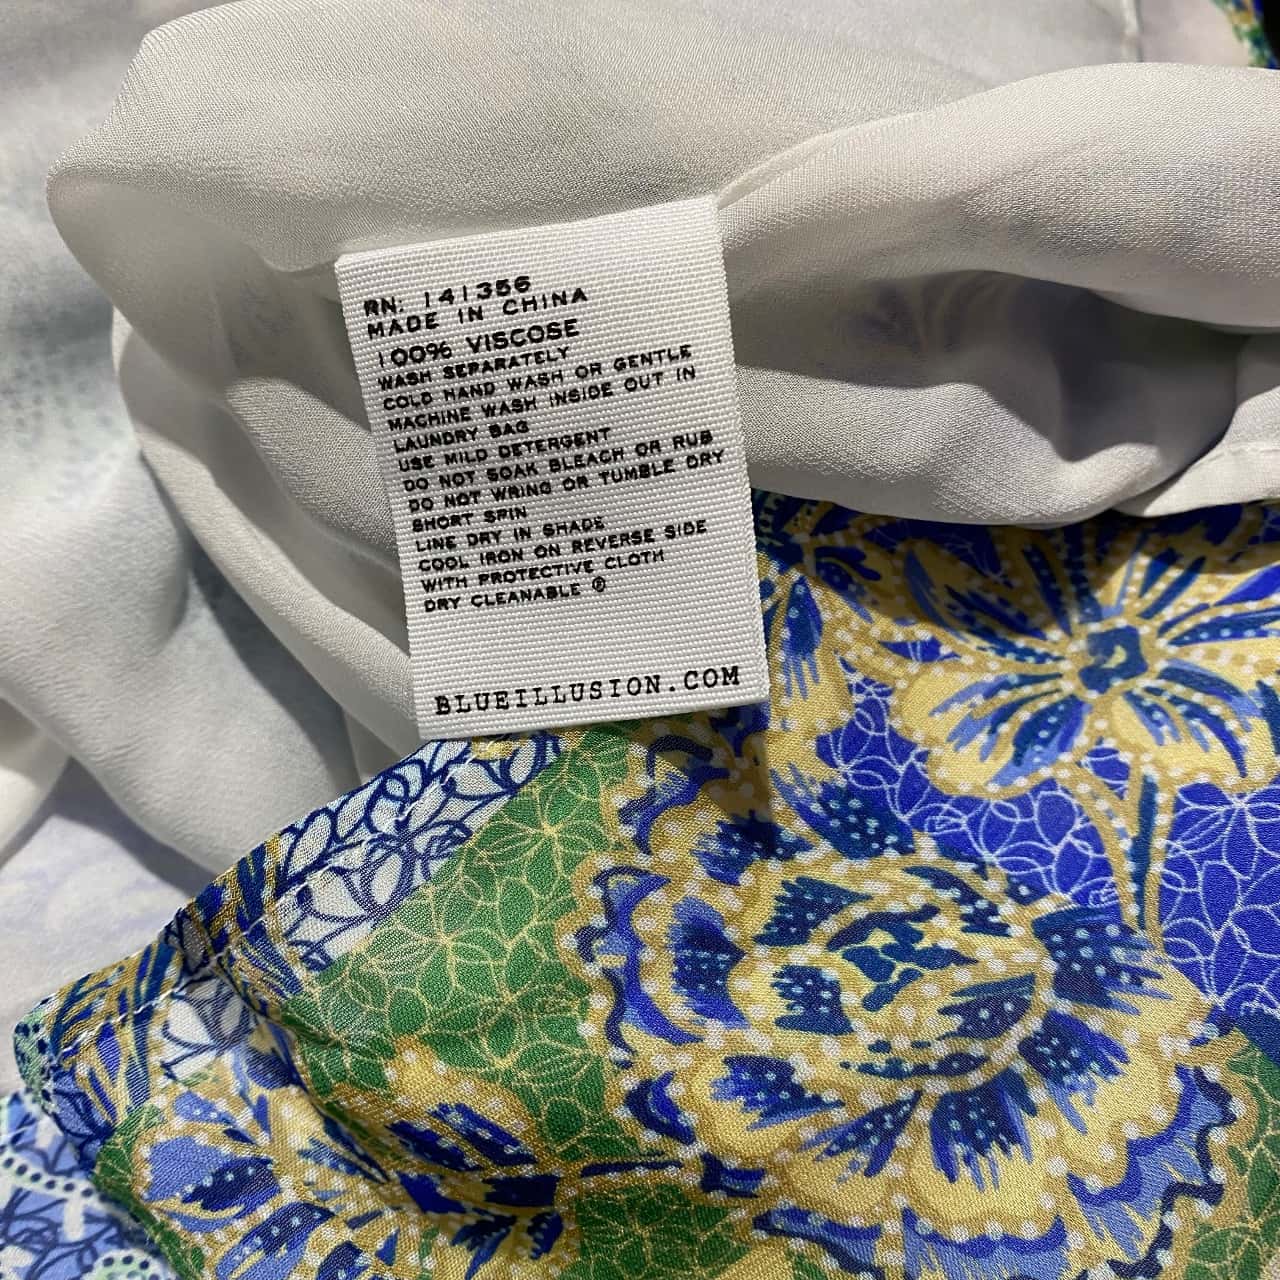 RN. 141356
MADE IN CHINA
100% VISCOSE
WASH SEPARATELY
COLD HAND WASH OR GENTLE
MACHINE WASH INSIDE OUT IN
LAUNDRY BAG
USE MILD DETERGENT
DO NOT SOAK BLEACH OR RUB
DO NOT WRING OR TUMBLE DRY
SHORT SPIN
LINE DRY IN SHADE
COOL IRON ON REVERSE SIDE
WITH PROTECTIVE CLOTH
DRY CLEANABLE ®
BLUEILLUSION.COM